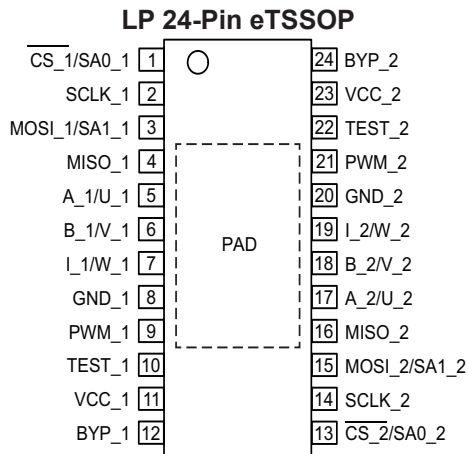 LP 24-Pin eTSSOP
CS_1/SA0_1 1
SCLK_1 2
MOSI_1/SA1_1 3
MISO_1 4
A_1/U_1 5
B_1/V_1 6
I_1/W_1 7
GND_1 8
PWM_1 9
TEST_1 10
VCC_1 11
BYP_1 12
PAD
24 BYP_2
23 VCC_2
22 TEST_2
21 PWM_2
20 GND_2
19 I_2/W_2
18 B_2/V_2
17 A_2/U_2
16 MISO_2
15 MOSI_2/SA1_2
14 SCLK_2
13 CS_2/SA0_2